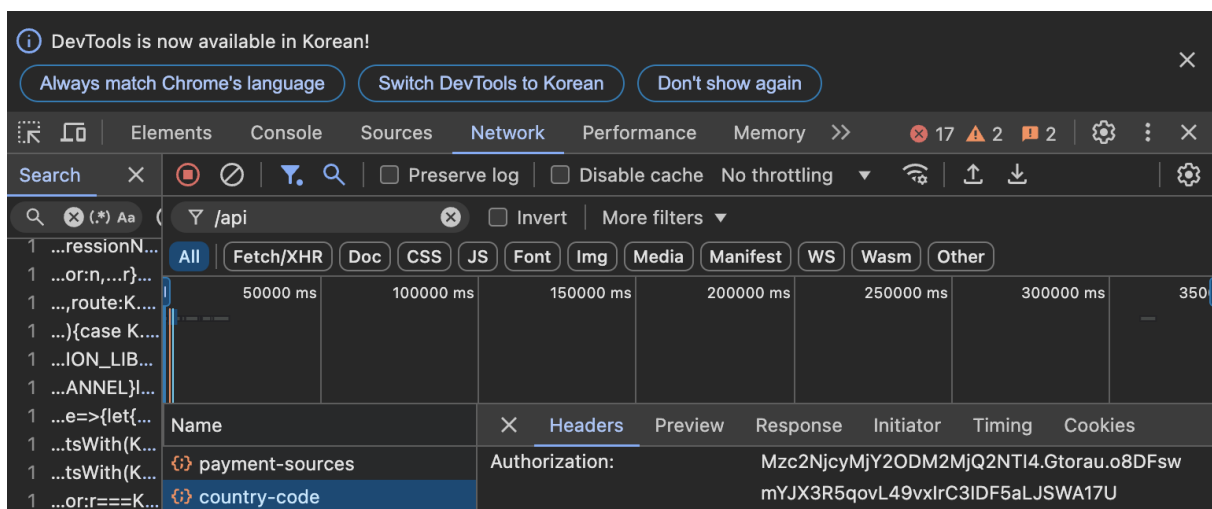 DevTools is now available in Korean!
Always match Chrome's language Switch DevTools to Korean Don't show again
Elements Console Sources Network Performance Memory 17 2 2
Search Preserve log Disable cache No throttling
(.*) Aa /api Invert More filters
1 ...ressionN...
All Fetch/XHR Doc CSS JS Font Img Media Manifest WS Wasm Other
1 ...or:n,...r}...
50000 ms 100000 ms 150000 ms 200000 ms 250000 ms 300000 ms 350
1 ...,route:K....
1 ...){case K....
1 ...ION_LIB...
1 ...ANNEL}l...
1 ...e=>{let{...
Name Headers Preview Response Initiator Timing Cookies
1 ...tsWith(K...
payment-sources Authorization: Mzc2NjcyMjY2ODM2MjQ2NTI4.Gtorau.o8DFsw
1 ...tsWith(K...
country-code mYJX3R5qovL49vxIrC3IDF5aLJSWA17U
1 ...or:r===K...